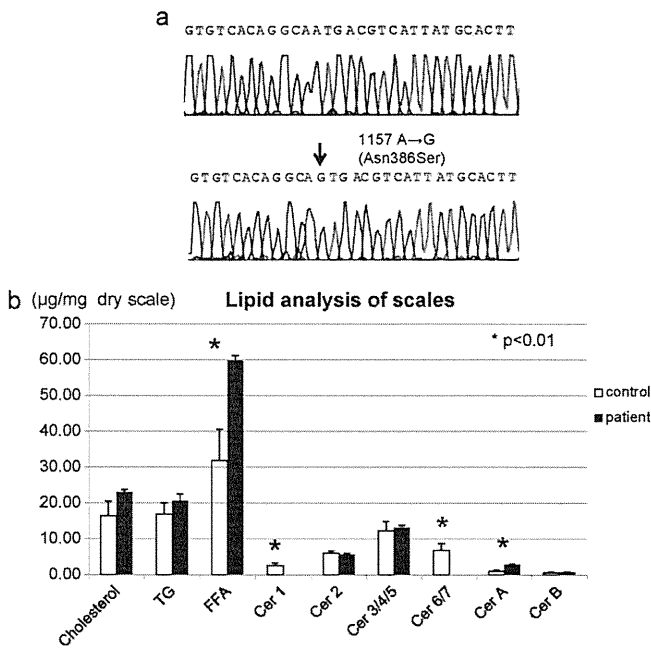 a
GTGTCACAGGCAATGACGTCATTATGCACTT
1157 A→G
(Asn386Ser)
GTGTCACAGGCAGTGACGTCATTATGCACTT
b (μg/mg dry scale) Lipid analysis of scales
70.00
60.00
50.00
40.00
30.00
20.00
10.00
0.00
* p<0.01
control
patient
*
*
*
*
Cholesterol
TG
FFA
Cer 1
Cer 2
Cer 3/4/5
Cer 6/7
Cer A
Cer B